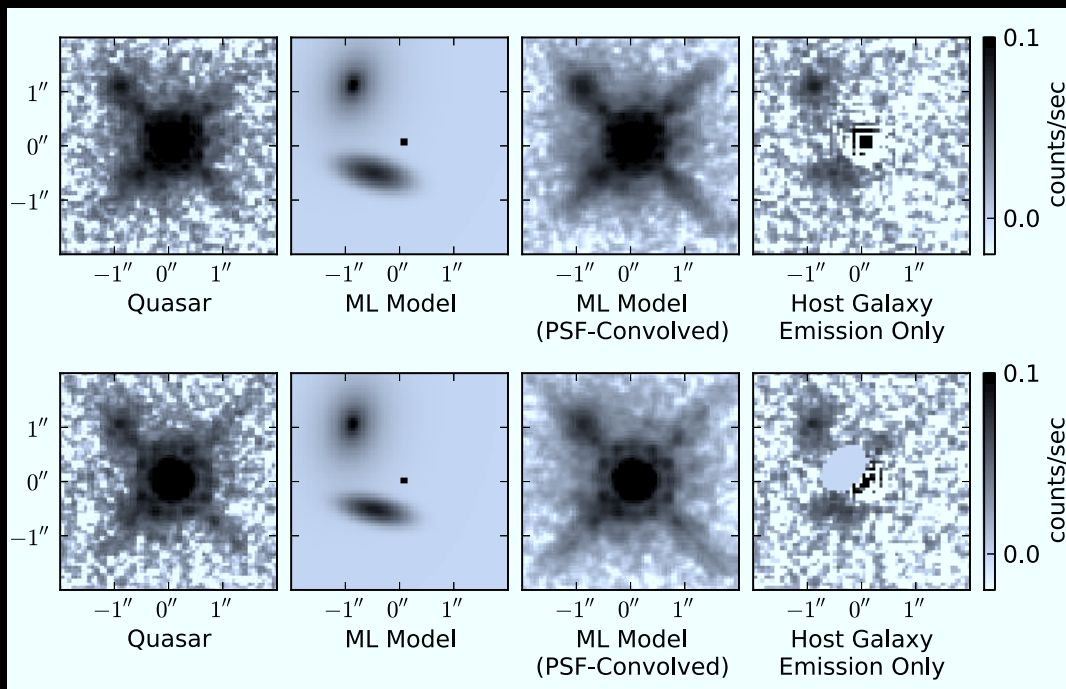 0.1
1″
0″
−1″
0.0
counts/sec
−1″ 0″ 1″ −1″ 0″ 1″ −1″ 0″ 1″ −1″ 0″ 1″
Quasar ML Model ML Model Host Galaxy
(PSF-Convolved) Emission Only
0.1
1″
0″
−1″
0.0
counts/sec
−1″ 0″ 1″ −1″ 0″ 1″ −1″ 0″ 1″ −1″ 0″ 1″
Quasar ML Model ML Model Host Galaxy
(PSF-Convolved) Emission Only